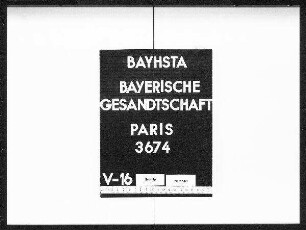 BAYHSTA
BAYERISCHE
GESANDTSCHAFT
PARIS
3674
V-16